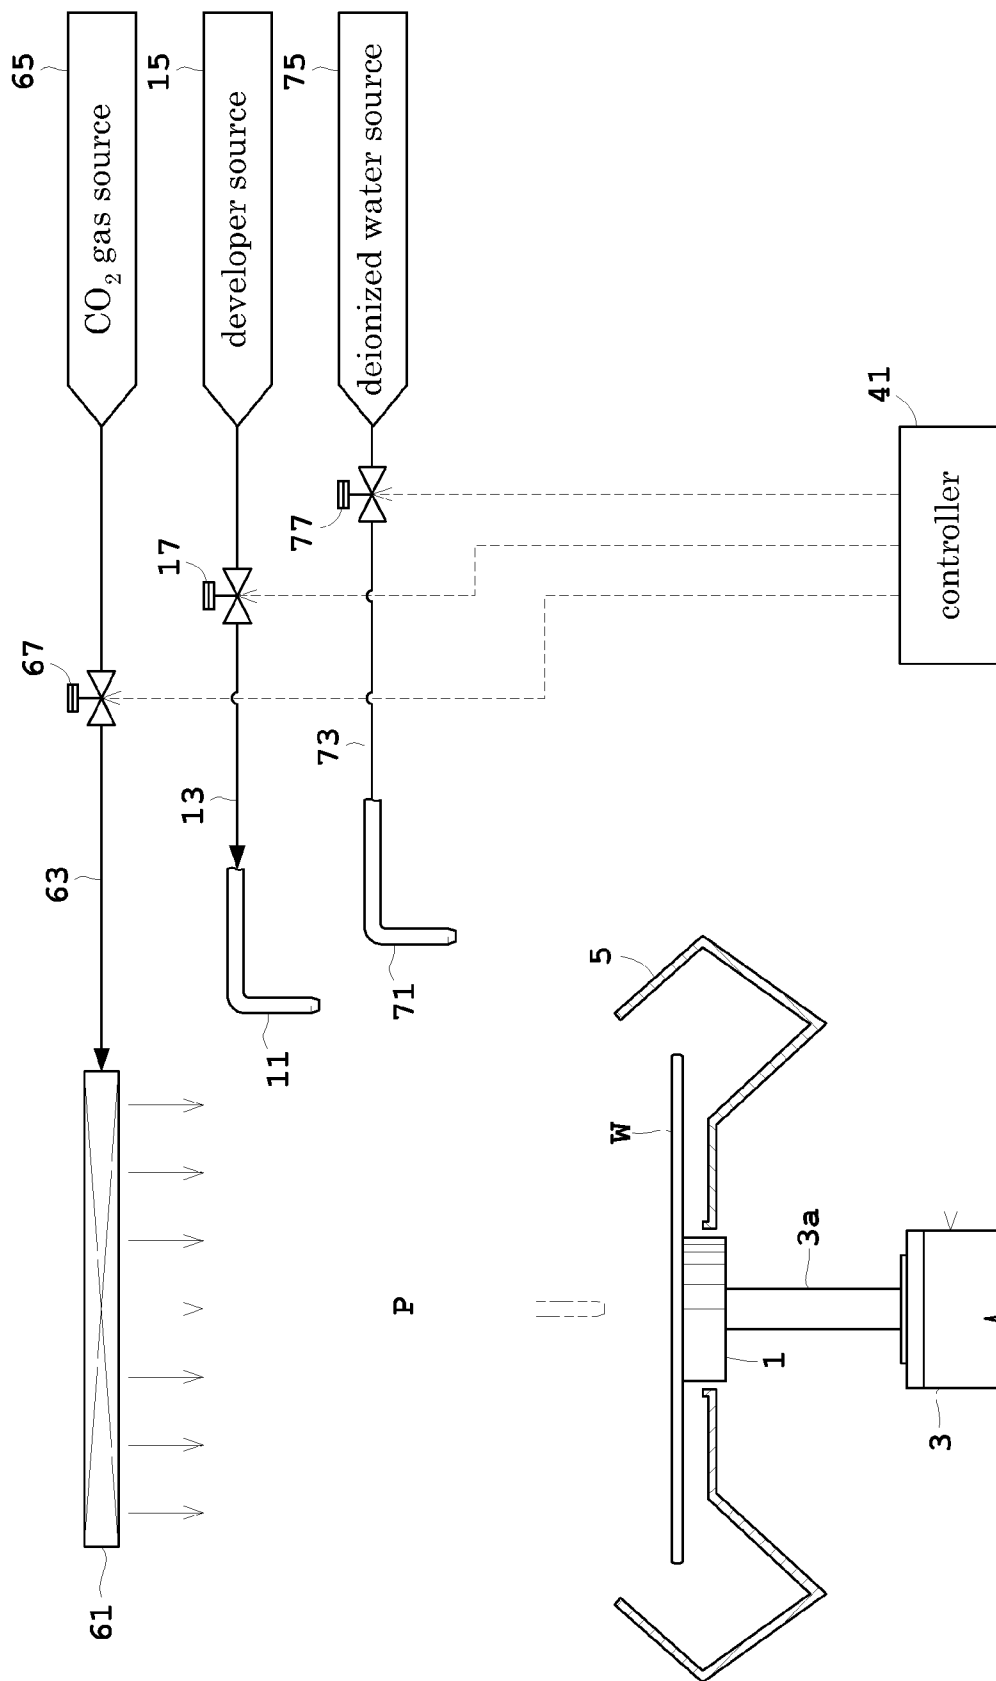 65
CO₂ gas source
15
developer source
75
deionized water source
67
17
77
63
13
73
11
71
41
controller
61
P
5
W
3a
1
3